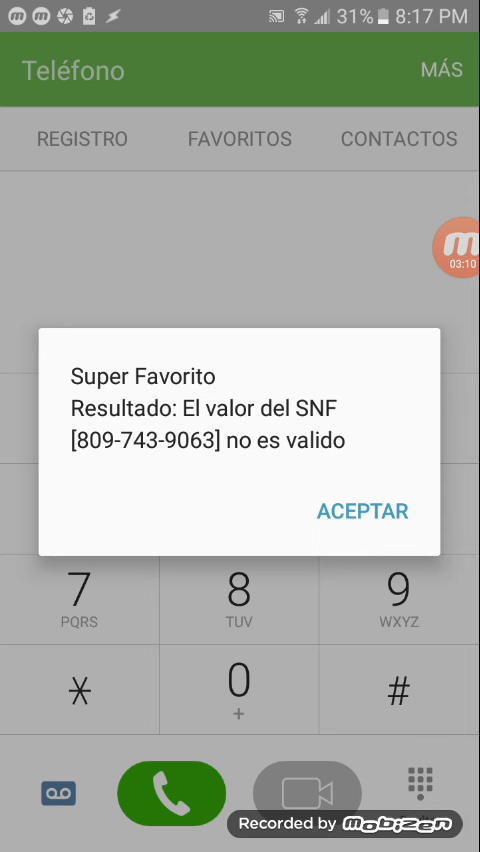 31% 8:17 PM
Teléfono MÁS
REGISTRO FAVORITOS CONTACTOS
03:10
Super Favorito
Resultado: El valor del SNF
[809-743-9063] no es valido
ACEPTAR
7 8 9
PQRS TUV WXYZ
* 0 #
+
Recorded by mobizen